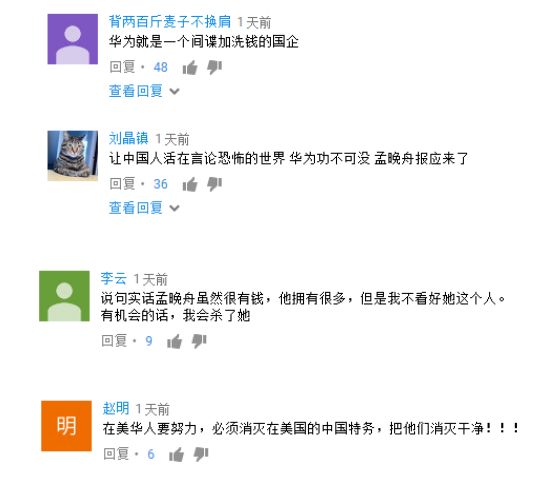 背两百斤麦子不换肩 1天前
华为就是一个间谍加洗钱的国企
回复 · 48
查看回复
刘晶镇 1天前
让中国人活在言论恐怖的世界 华为功不可没 孟晚舟报应来了
回复 · 36
查看回复
李云 1天前
说句实话孟晚舟虽然很有钱，他拥有很多，但是我不看好她这个人。
有机会的话，我会杀了她
回复 · 9
赵明 1天前
明
在美华人要努力，必须消灭在美国的中国特务，把他们消灭干净！！！
回复 · 6